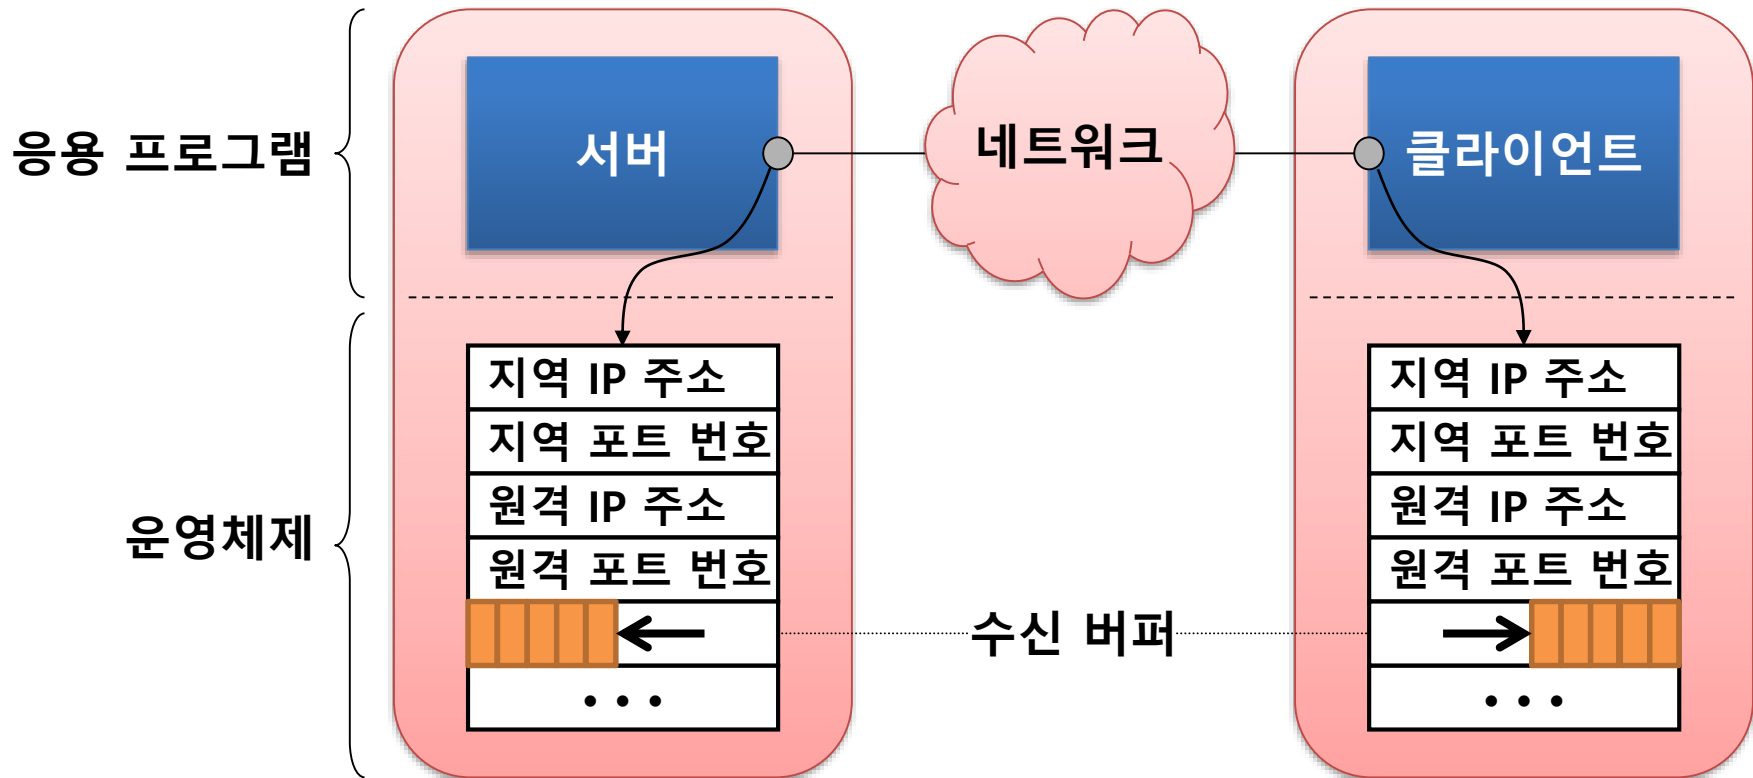 응용 프로그램
서버
네트워크
클라이언트
운영체제
지역 IP 주소
지역 포트 번호
원격 IP 주소
원격 포트 번호
• • •
수신 버퍼
지역 IP 주소
지역 포트 번호
원격 IP 주소
원격 포트 번호
• • •